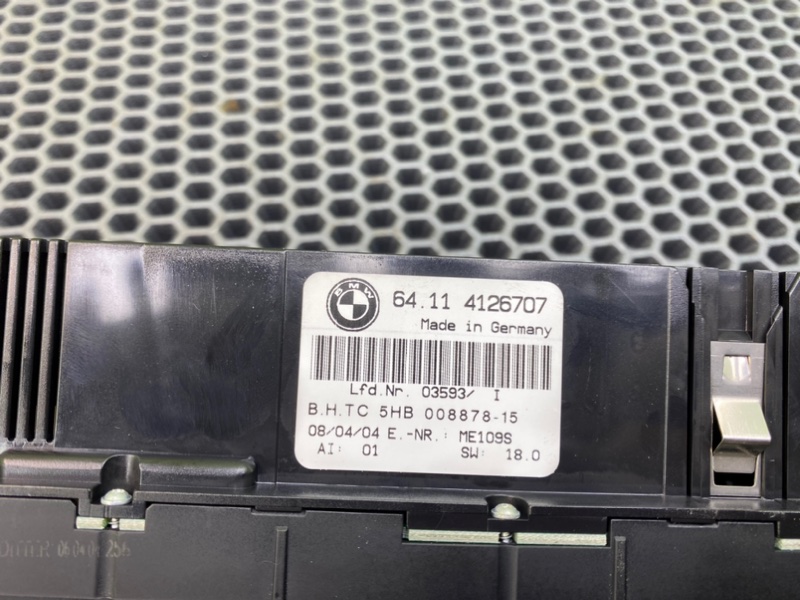 BMW
64.11 4126707
Made in Germany
Lfd.Nr. 03593/ I
B.H.TC 5HB 008878-15
08/04/04 E.-NR.: ME109S
AI: 01 SW: 18.0